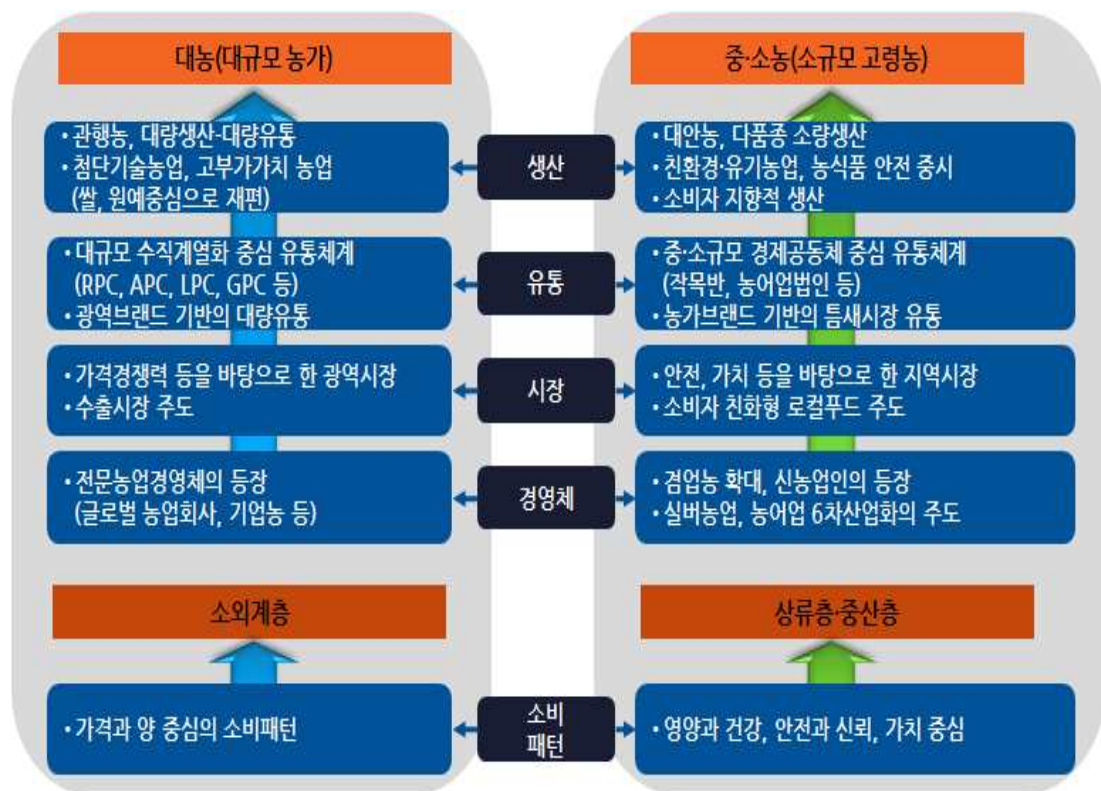 대농(대규모 농가)
중·소농(소규모 고령농)
• 관행농, 대량생산-대량유통
• 첨단기술농업, 고부가가치 농업
(쌀, 원예중심으로 재편)
생산
• 대안농, 다품종 소량생산
• 친환경·유기농업, 농식품 안전 중시
• 소비자 지향적 생산
• 대규모 수직계열화 중심 유통체계
(RPC, APC, LPC, GPC 등)
• 광역브랜드 기반의 대량유통
유통
• 중·소규모 경제공동체 중심 유통체계
(작목반, 농어업법인 등)
• 농가브랜드 기반의 틈새시장 유통
• 가격경쟁력 등을 바탕으로 한 광역시장
• 수출시장 주도
시장
• 안전, 가치 등을 바탕으로 한 지역시장
• 소비자 친화형 로컬푸드 주도
• 전문농업경영체의 등장
(글로벌 농업회사, 기업농 등)
경영체
• 겸업농 확대, 신농업인의 등장
• 실버농업, 농어업 6차산업화의 주도
소외계층
상류층·중산층
• 가격과 양 중심의 소비패턴
소비
패턴
• 영양과 건강, 안전과 신뢰, 가치 중심